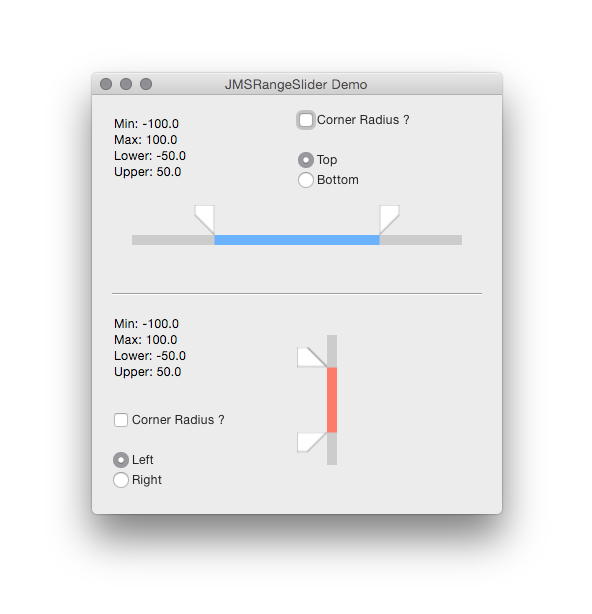 JMSRangeSlider Demo
Min: -100.0
Max: 100.0
Lower: -50.0
Upper: 50.0
Corner Radius ?
Top
Bottom
Min: -100.0
Max: 100.0
Lower: -50.0
Upper: 50.0
Corner Radius ?
Left
Right